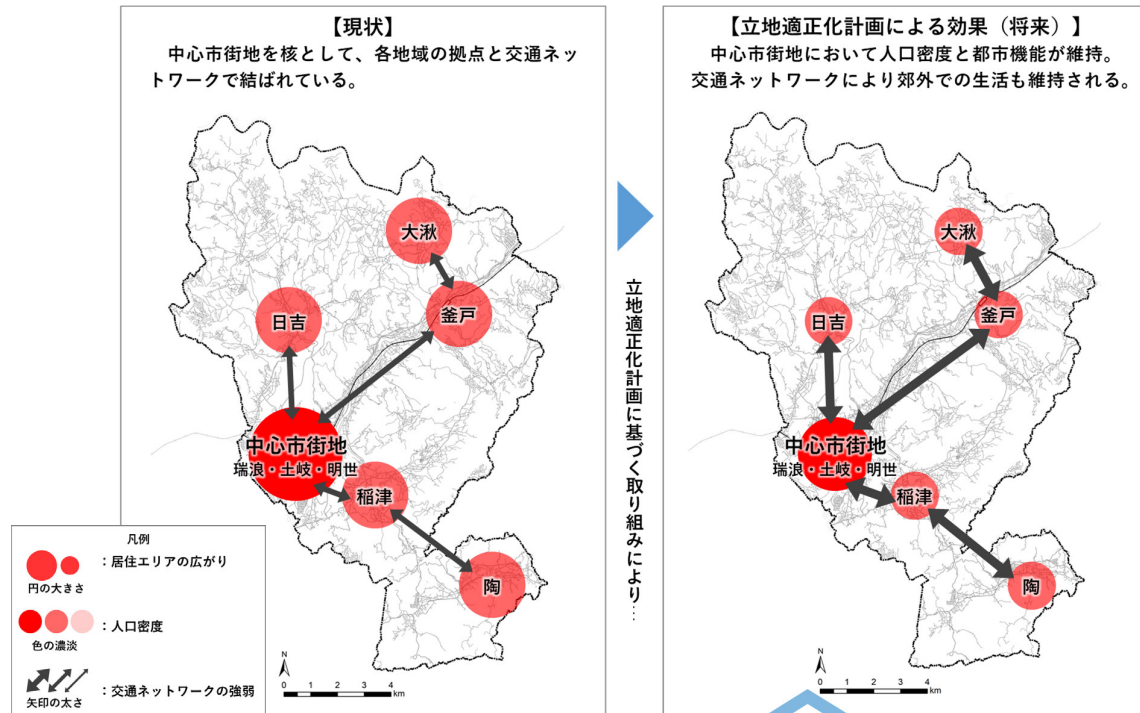 【現状】
中心市街地を核として、各地域の拠点と交通ネッ
トワークで結ばれている。
大湫
釜戸
日吉
中心市街地
瑞浪・土岐・明世
稲津
陶
凡例
：居住エリアの広がり
円の大きさ
：人口密度
色の濃淡
：交通ネットワークの強弱
矢印の太さ
N
0 0.5 1 2 3 4
km
立地適正化計画に基づく取り組みにより…
【立地適正化計画による効果（将来）】
中心市街地において人口密度と都市機能が維持。
交通ネットワークにより郊外での生活も維持される。
大湫
釜戸
日吉
中心市街地
瑞浪・土岐・明世
稲津
陶
N
0 0.5 1 2 3 4
km